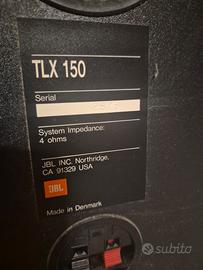 TLX 150
Serial
System Impedance:
4 ohms
JBL INC. Northridge,
CA 91329 USA
JBL
Made in Denmark
subito